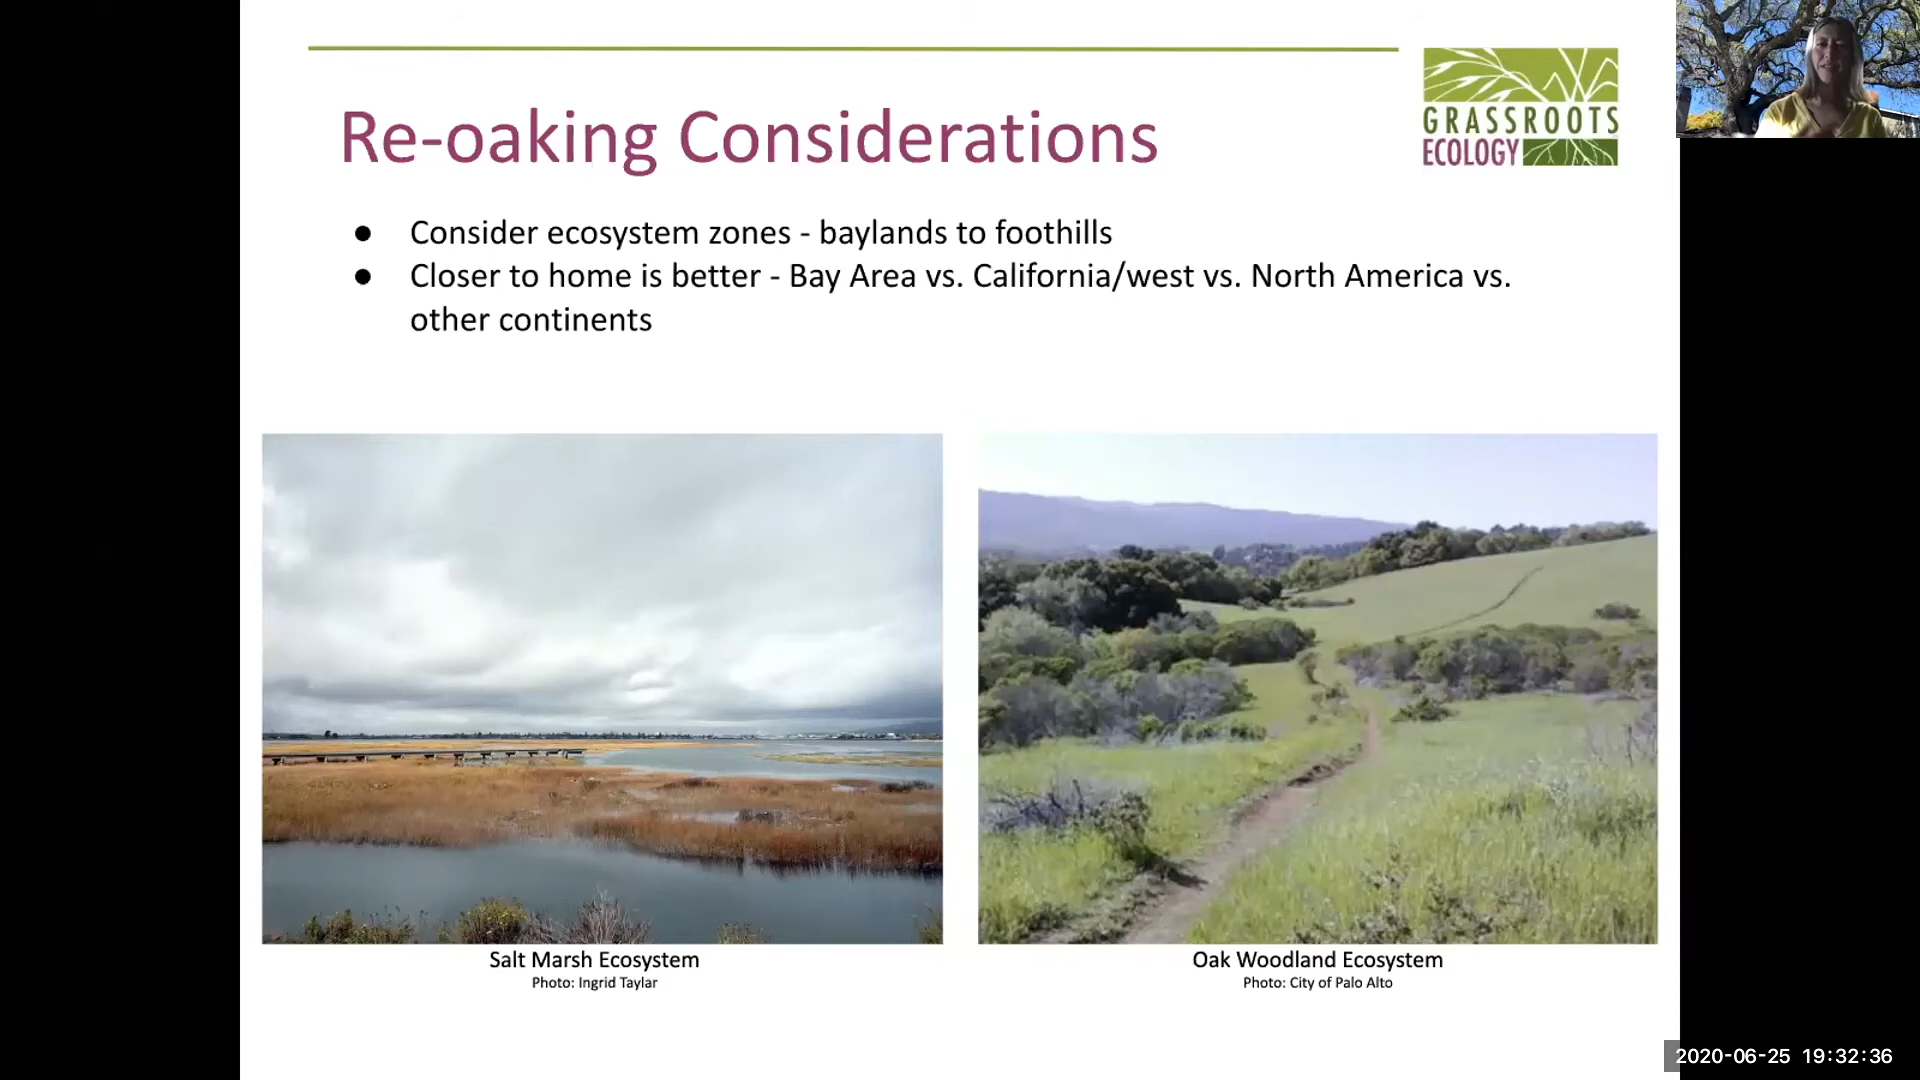 GRASSROOTS
ECOLOGY
Re-oaking Considerations
● Consider ecosystem zones - baylands to foothills
● Closer to home is better - Bay Area vs. California/west vs. North America vs.
other continents
Salt Marsh Ecosystem
Photo: Ingrid Taylar
Oak Woodland Ecosystem
Photo: City of Palo Alto
2020-06-25 19:32:36